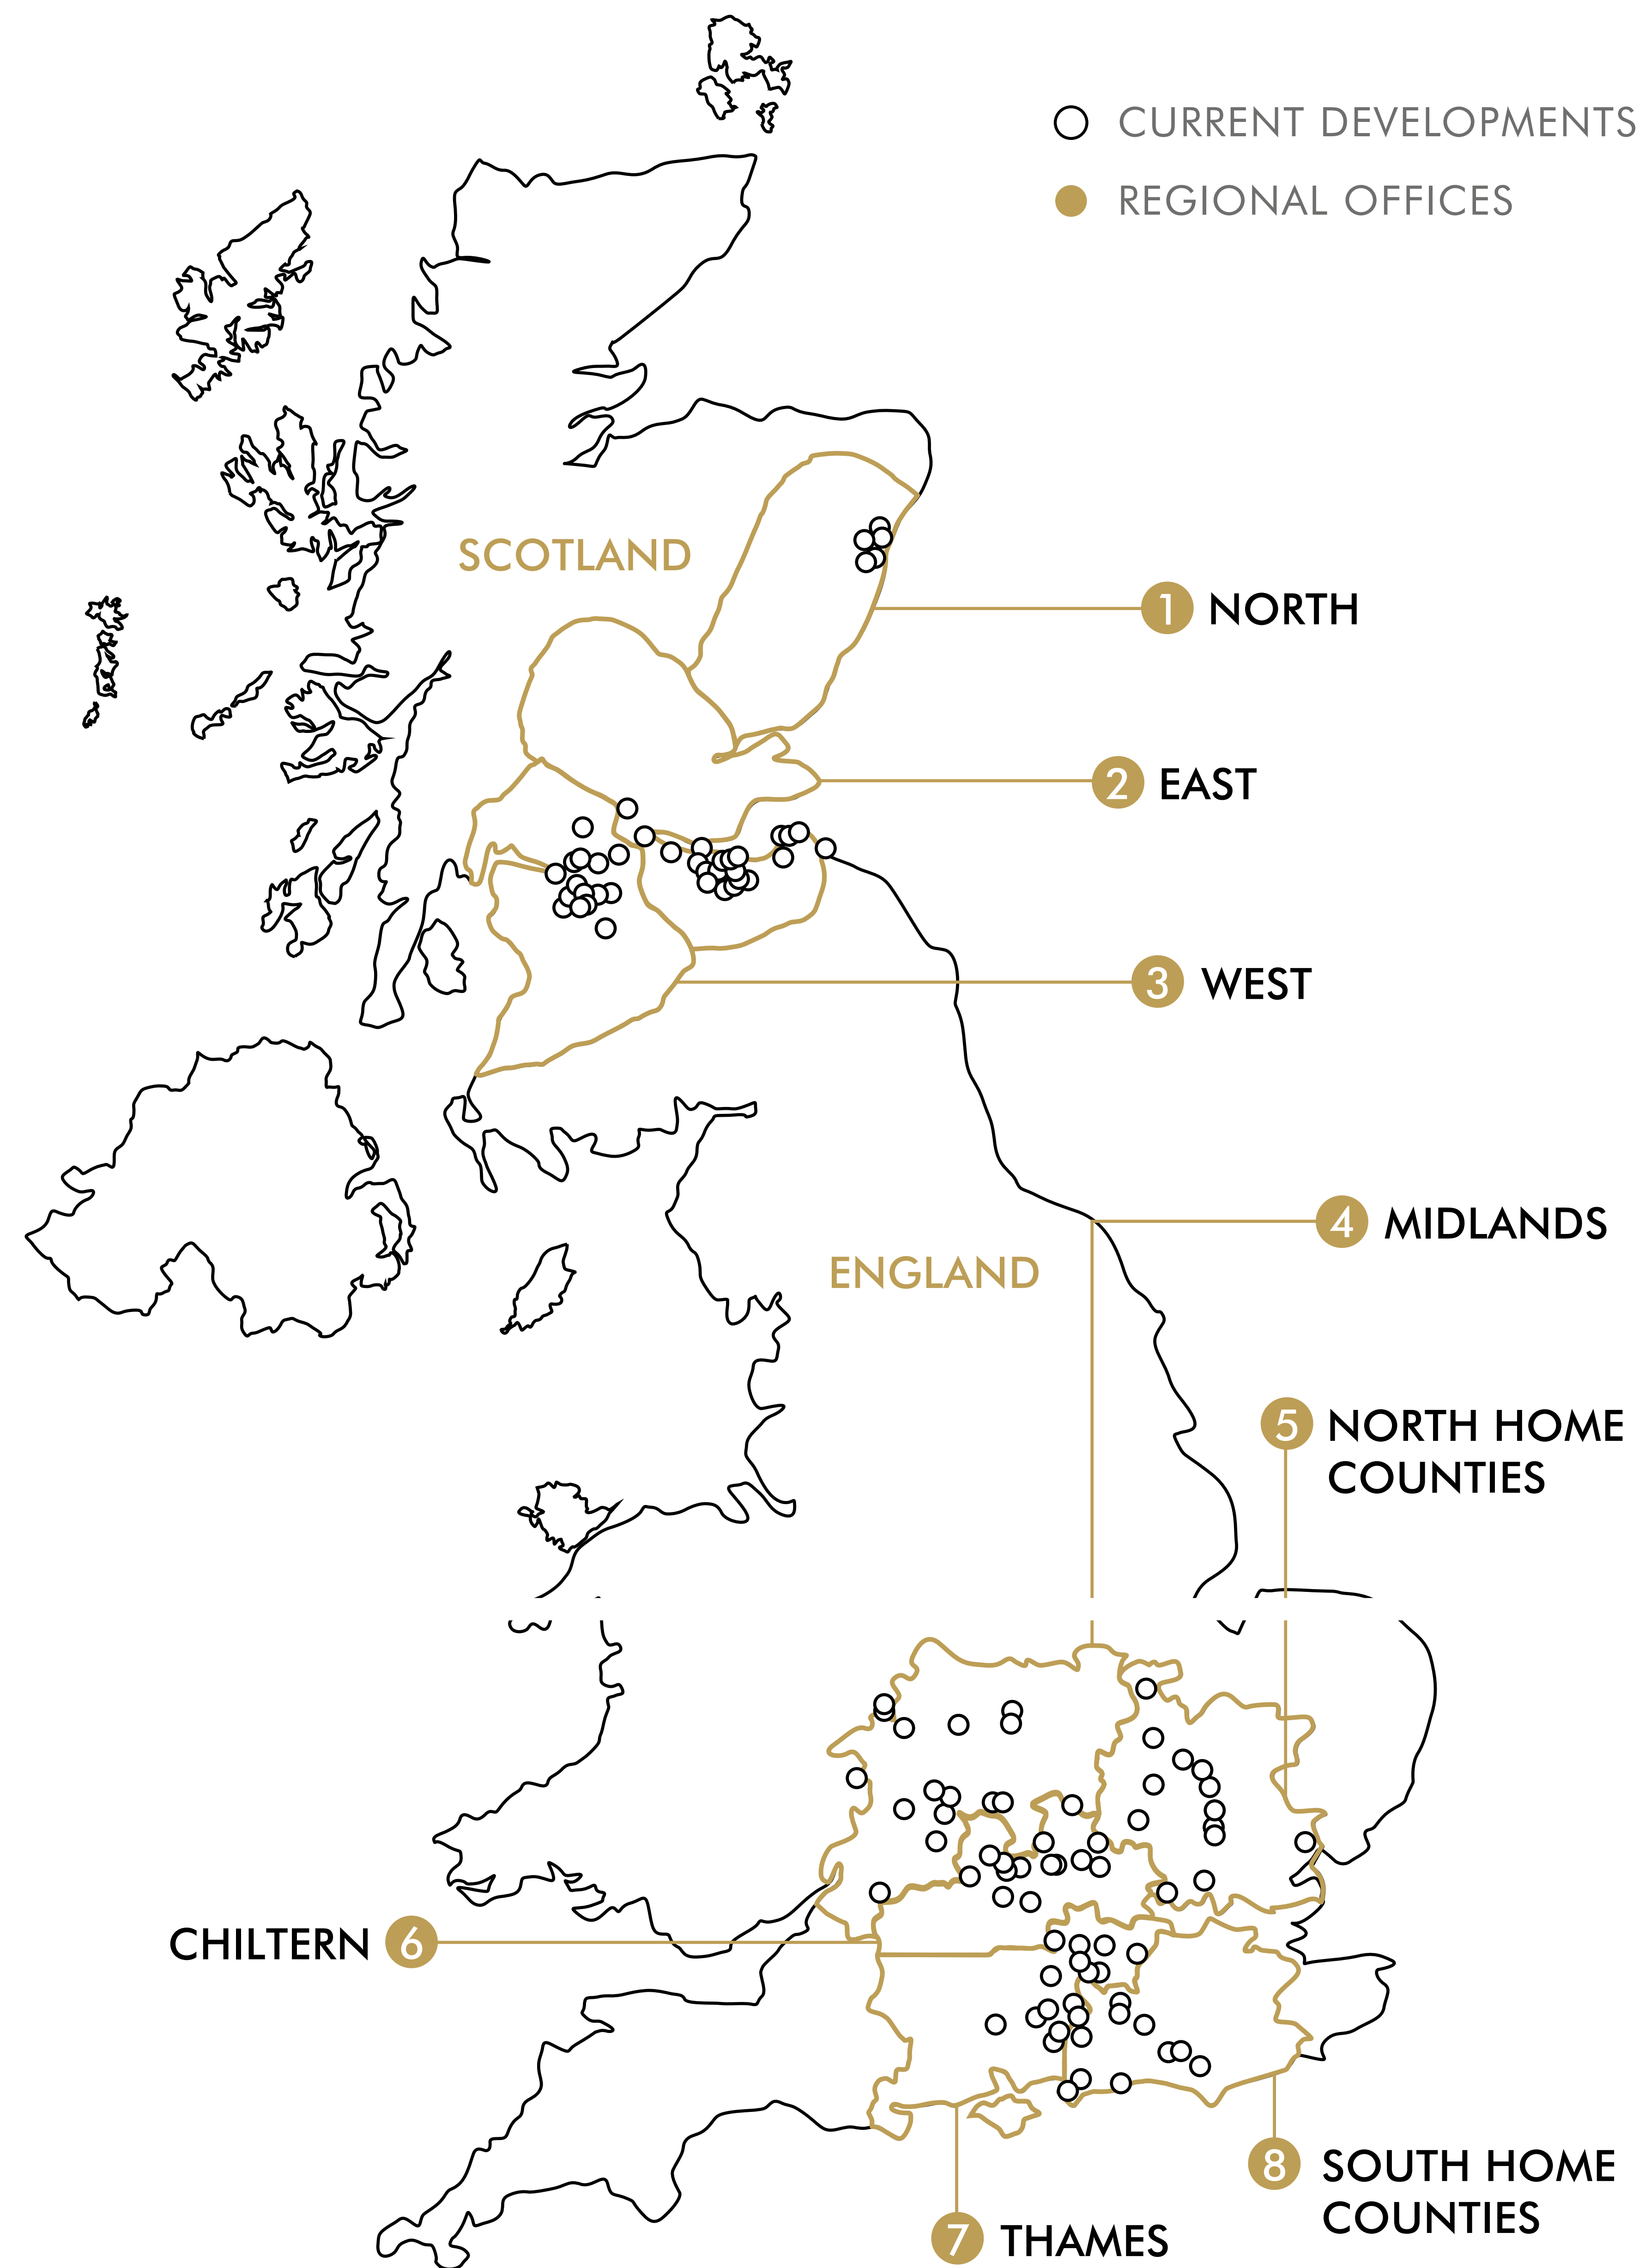 CURRENT DEVELOPMENTS
REGIONAL OFFICES
SCOTLAND
1 NORTH
2 EAST
3 WEST
4 MIDLANDS
ENGLAND
5 NORTH HOME
COUNTIES
CHILTERN 6
8 SOUTH HOME
COUNTIES
7 THAMES